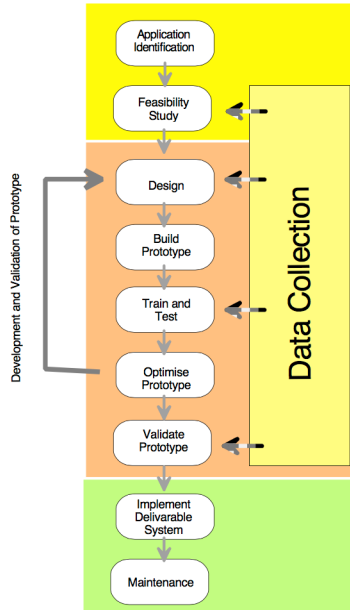 Application
Identification
Feasibility
Study
Design
Build
Prototype
Train and
Test
Optimise
Prototype
Validate
Prototype
Implement
Delivarable
System
Maintenance
Data Collection
Development and Validation of Prototype